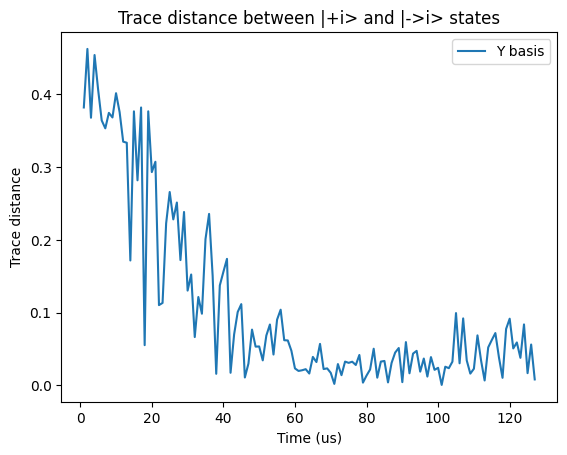 Trace distance between |+i> and |->i> states
Y basis
Trace distance
0.4
0.3
0.2
0.1
0.0
0 20 40 60 80 100 120
Time (us)